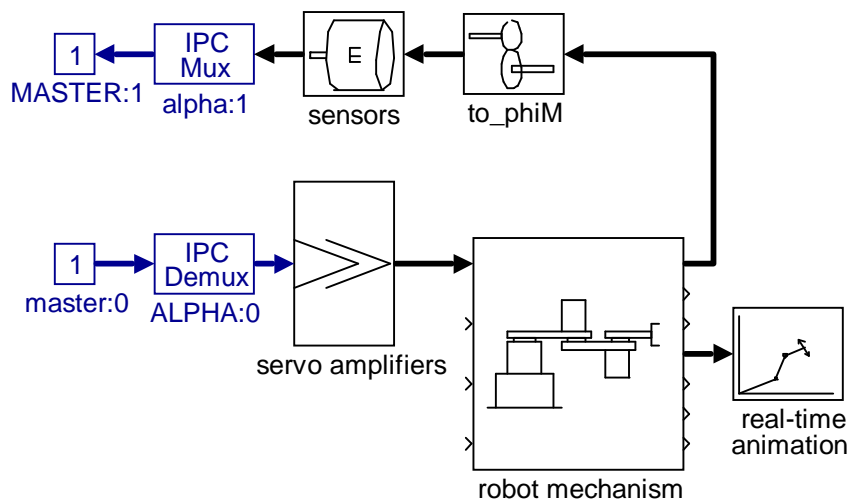 1
IPC
Mux
E
MASTER:1
alpha:1
sensors
to_phiM
1
IPC
Demux
master:0
ALPHA:0
servo amplifiers
robot mechanism
real-time
animation